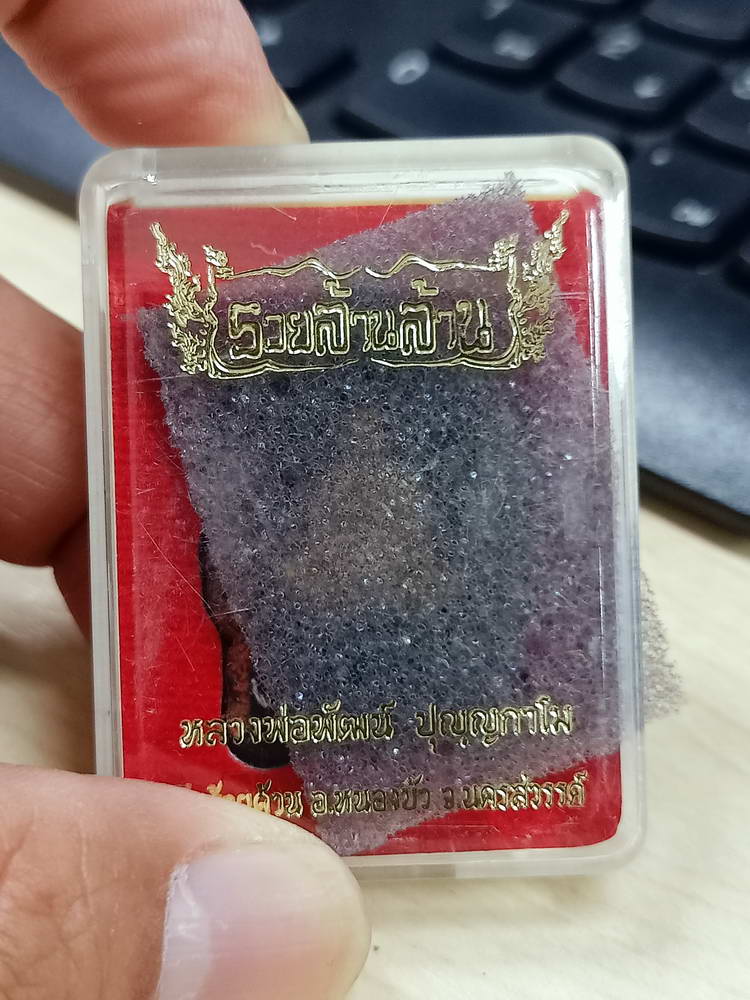 รวยล้านล้าน
หลวงพ่อพัฒน์ ปุญฺญกาโม
อ.หนองบัว จ.นครสวรรค์